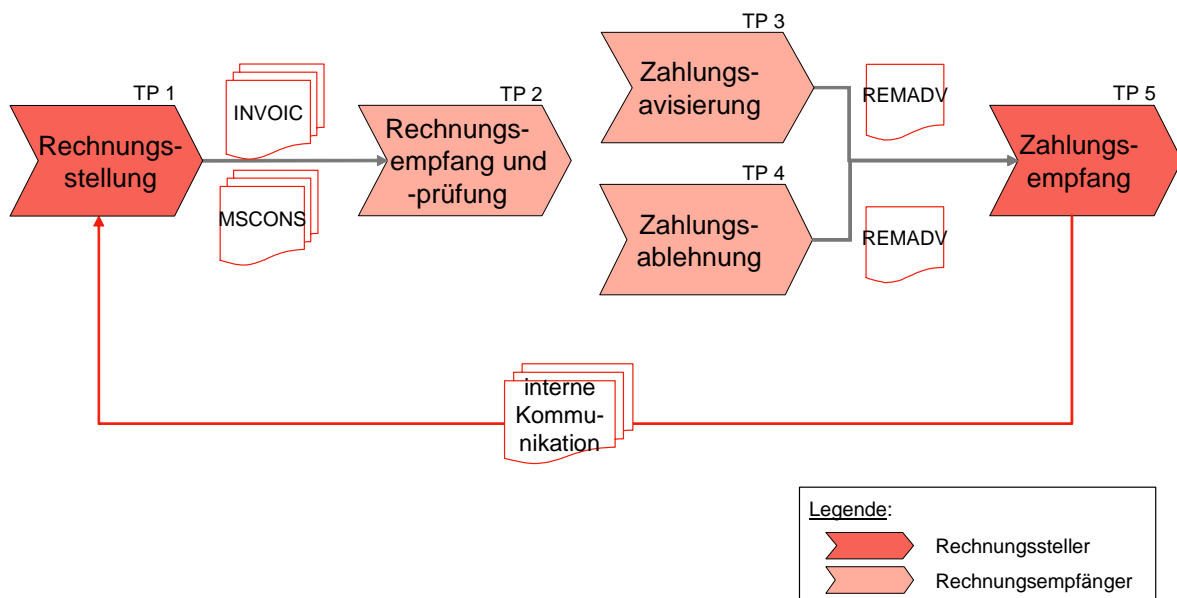 TP 1
Rechnungs-
stellung
INVOIC
MSCONS
TP 2
Rechnungs-
empfang und
-prüfung
TP 3
Zahlungs-
avisierung
REMADV
TP 4
Zahlungs-
ablehnung
REMADV
TP 5
Zahlungs-
empfang
interne
Kommu-
nikation
Legende:
Rechnungssteller
Rechnungsempfänger